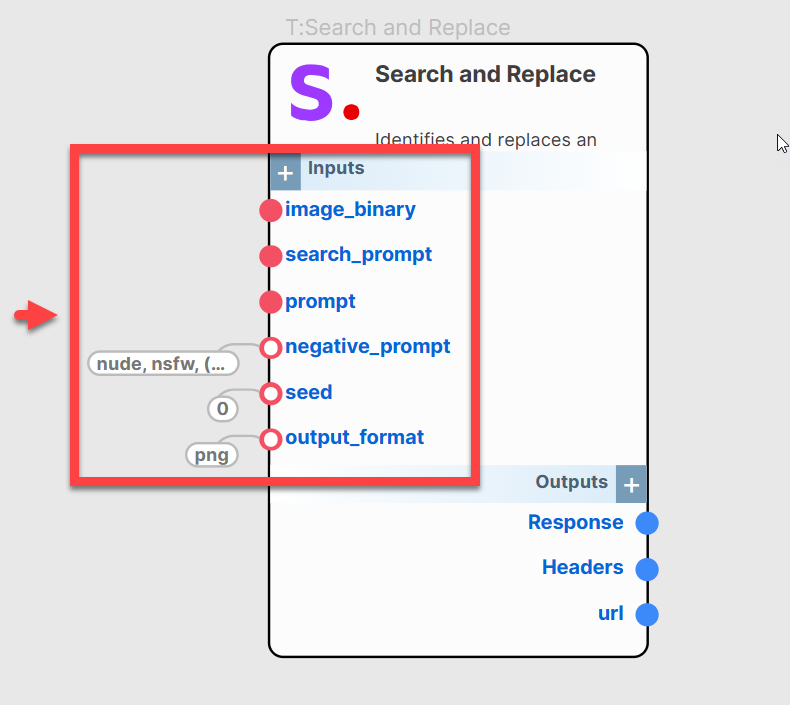 T:Search and Replace
S.
Search and Replace
Identifies and replaces an
+ Inputs
image_binary
search_prompt
prompt
negative_prompt
nude, nsfw, (...
seed
0
output_format
png
Outputs +
Response
Headers
url